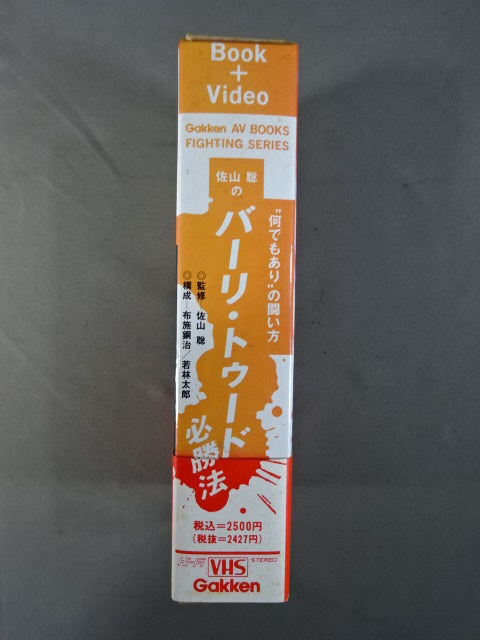 Book
+
Video
Gakken AV BOOKS
FIGHTING SERIES
佐山 聡
の
バーリ・トゥード
必勝法
"何でもあり"の闘い方
◎監修 佐山 聡
◎構成 布施鋼治／若林太郎
税込=2500円
(税抜=2427円)
VHS
STEREO
Gakken